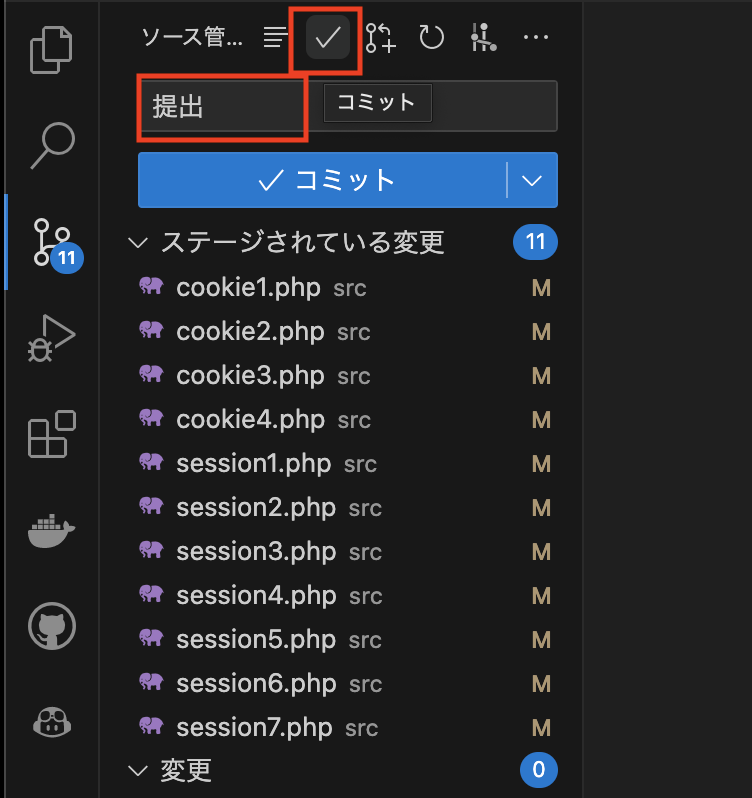 ソース管...
提出
コミット
コミット
ステージされている変更 11
11
cookie1.php src M
cookie2.php src M
cookie3.php src M
cookie4.php src M
session1.php src M
session2.php src M
session3.php src M
session4.php src M
session5.php src M
session6.php src M
session7.php src M
変更 0